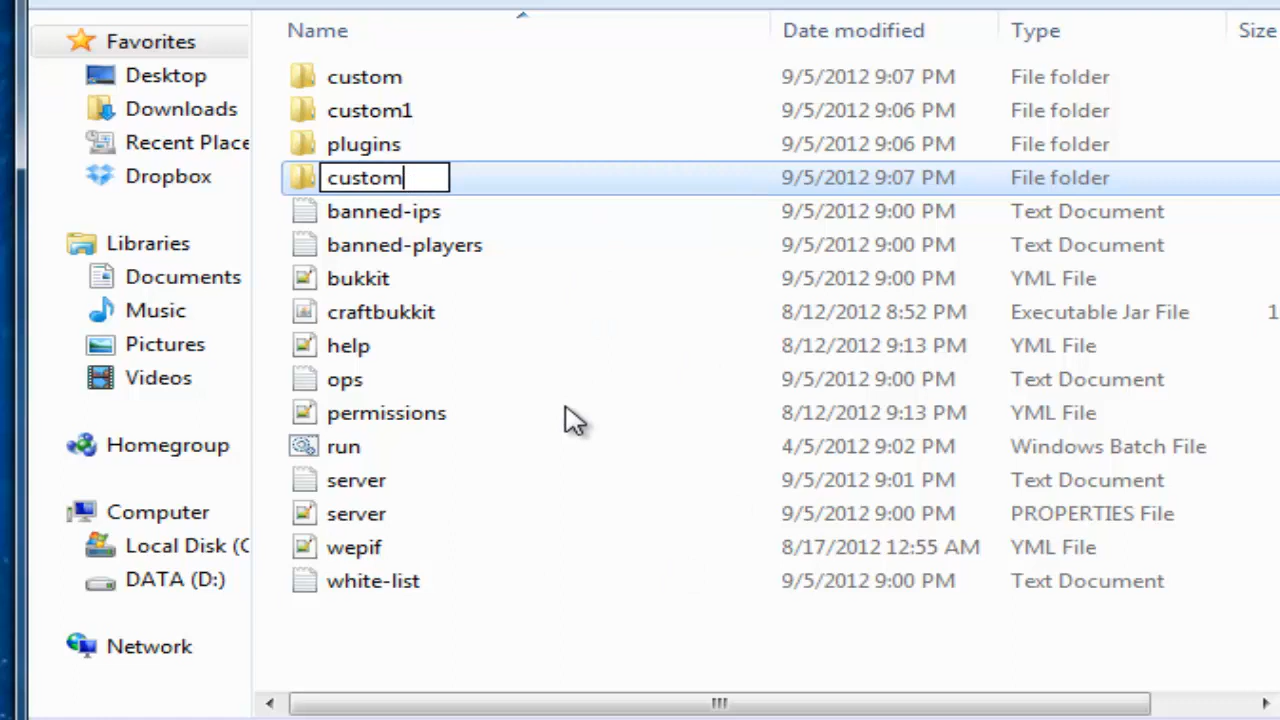 Favorites
Desktop
Downloads
Recent Place
Dropbox
Libraries
Documents
Music
Pictures
Videos
Homegroup
Computer
Local Disk (C
DATA (D:)
Network
Name Date modified Type Size
custom 9/5/2012 9:07 PM File folder
custom1 9/5/2012 9:06 PM File folder
plugins 9/5/2012 9:06 PM File folder
custom 9/5/2012 9:07 PM File folder
banned-ips 9/5/2012 9:00 PM Text Document
banned-players 9/5/2012 9:00 PM Text Document
bukkit 9/5/2012 9:00 PM YML File
craftbukkit 8/12/2012 8:52 PM Executable Jar File 1
help 8/12/2012 9:13 PM YML File
ops 9/5/2012 9:00 PM Text Document
permissions 8/12/2012 9:13 PM YML File
run 4/5/2012 9:02 PM Windows Batch File
server 9/5/2012 9:01 PM Text Document
server 9/5/2012 9:00 PM PROPERTIES File
wepif 8/17/2012 12:55 AM YML File
white-list 9/5/2012 9:00 PM Text Document